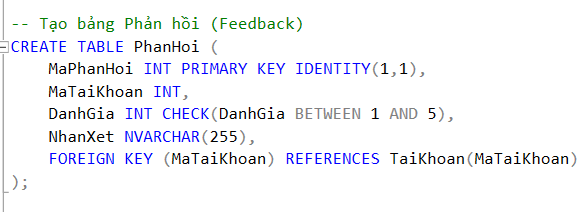 -- Tạo bảng Phản hồi (Feedback)
CREATE TABLE PhanHoi (
    MaPhanHoi INT PRIMARY KEY IDENTITY(1,1),
    MaTaiKhoan INT,
    DanhGia INT CHECK(DanhGia BETWEEN 1 AND 5),
    NhanXet NVARCHAR(255),
    FOREIGN KEY (MaTaiKhoan) REFERENCES TaiKhoan(MaTaiKhoan)
);